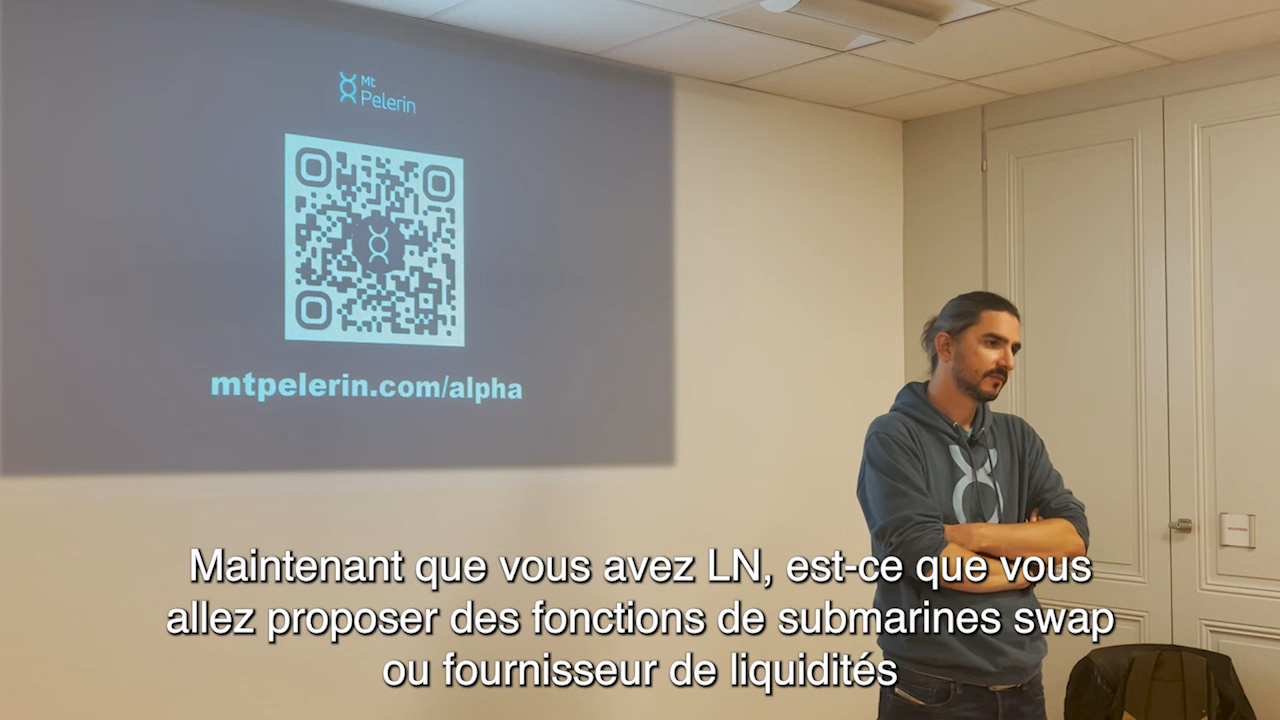 Mt
Pelerin
mtpelerin.com/alpha
Maintenant que vous avez LN, est-ce que vous
allez proposer des fonctions de submarines swap
ou fournisseur de liquidités